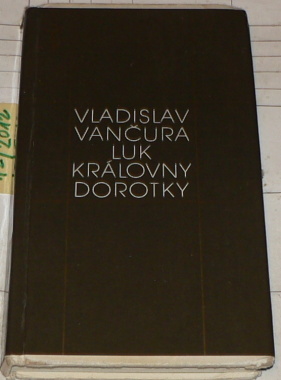 VLADISLAV
VANČURA
LUK
KRÁLOVNY
DOROTKY